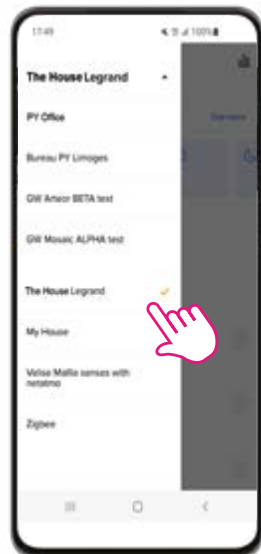 17:49
100%
The House Legrand
PY Office
Bureau PY Limoges
GW Arteor BETA test
GW Mosaic ALPHA test
The House Legrand
My House
Valise Mallia senses with
netatmo
Zigbee